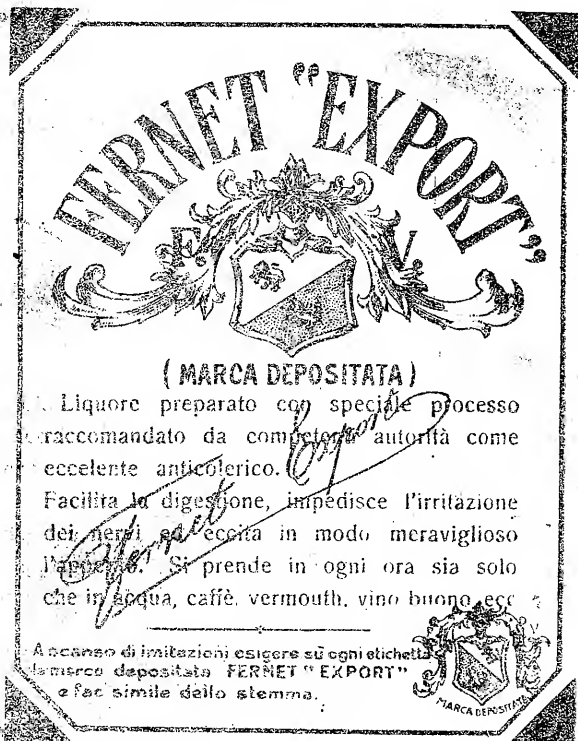 FERNET "EXPORT"
F. V.
( MARCA DEPOSITATA )
Liquore preparato con speciale processo
raccomandato da competenti autorità come
eccelente anticolerico.
Facilita la digestione, impedisce l'irritazione
dei nervi ed eccita in modo meraviglioso
Si prende in ogni ora sia solo
che in acqua, caffè, vermouth, vino buono, ecc
Fernet Export
A scanso di imitazioni esigere su ogni etichetta
la marca depositata FERNET "EXPORT"
e fac simile dello stemma.
MARCA DEPOSITATA